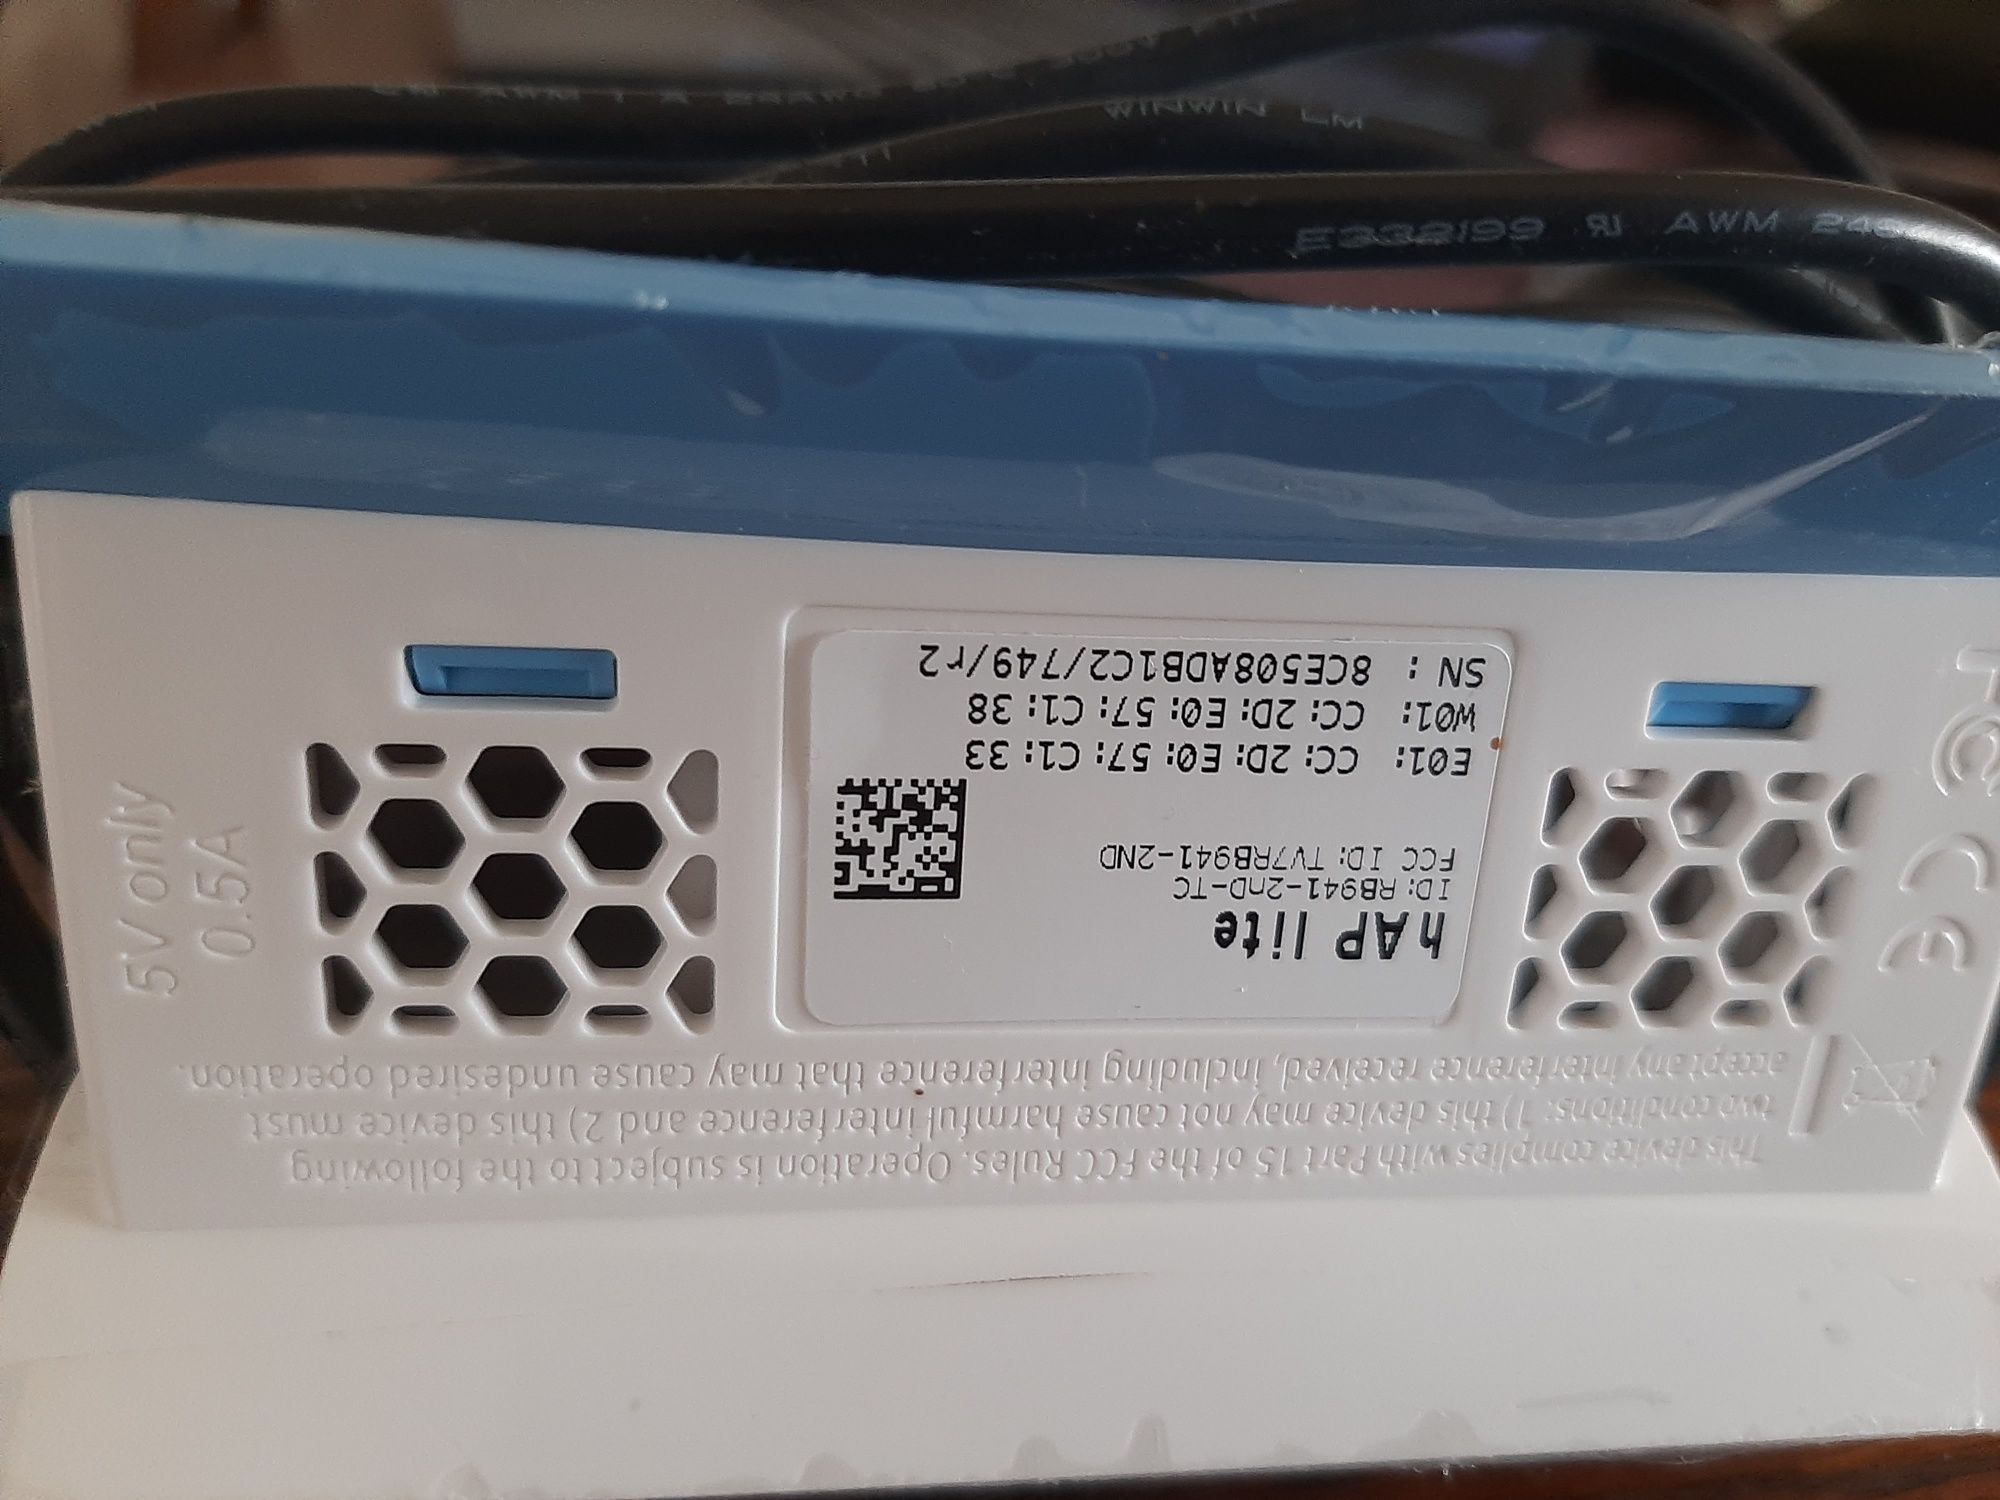 WINWIN LM
E339199 AWM
This device complies with Part 15 of the FCC Rules. Operation is subject to the following
two conditions: 1) this device may not cause harmful interference and 2) this device must
accept any interference received, including interference that may cause undesired operation.
hAP lite
ID: RB941-2nD-TC
FCC ID: TV7RB941-2ND
E01: CC:2D:E0:57:C1:33
W01: CC:2D:E0:57:C1:38
SN : 8CE508ADB1C2/749/r2
5V only
0.5A
CE
FC